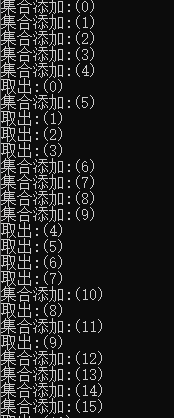 集合添加:(0)
集合添加:(1)
集合添加:(2)
集合添加:(3)
集合添加:(4)
取出:(0)
集合添加:(5)
取出:(1)
取出:(2)
取出:(3)
集合添加:(6)
集合添加:(7)
集合添加:(8)
集合添加:(9)
取出:(4)
取出:(5)
取出:(6)
取出:(7)
集合添加:(10)
取出:(8)
集合添加:(11)
取出:(9)
集合添加:(12)
集合添加:(13)
集合添加:(14)
集合添加:(15)